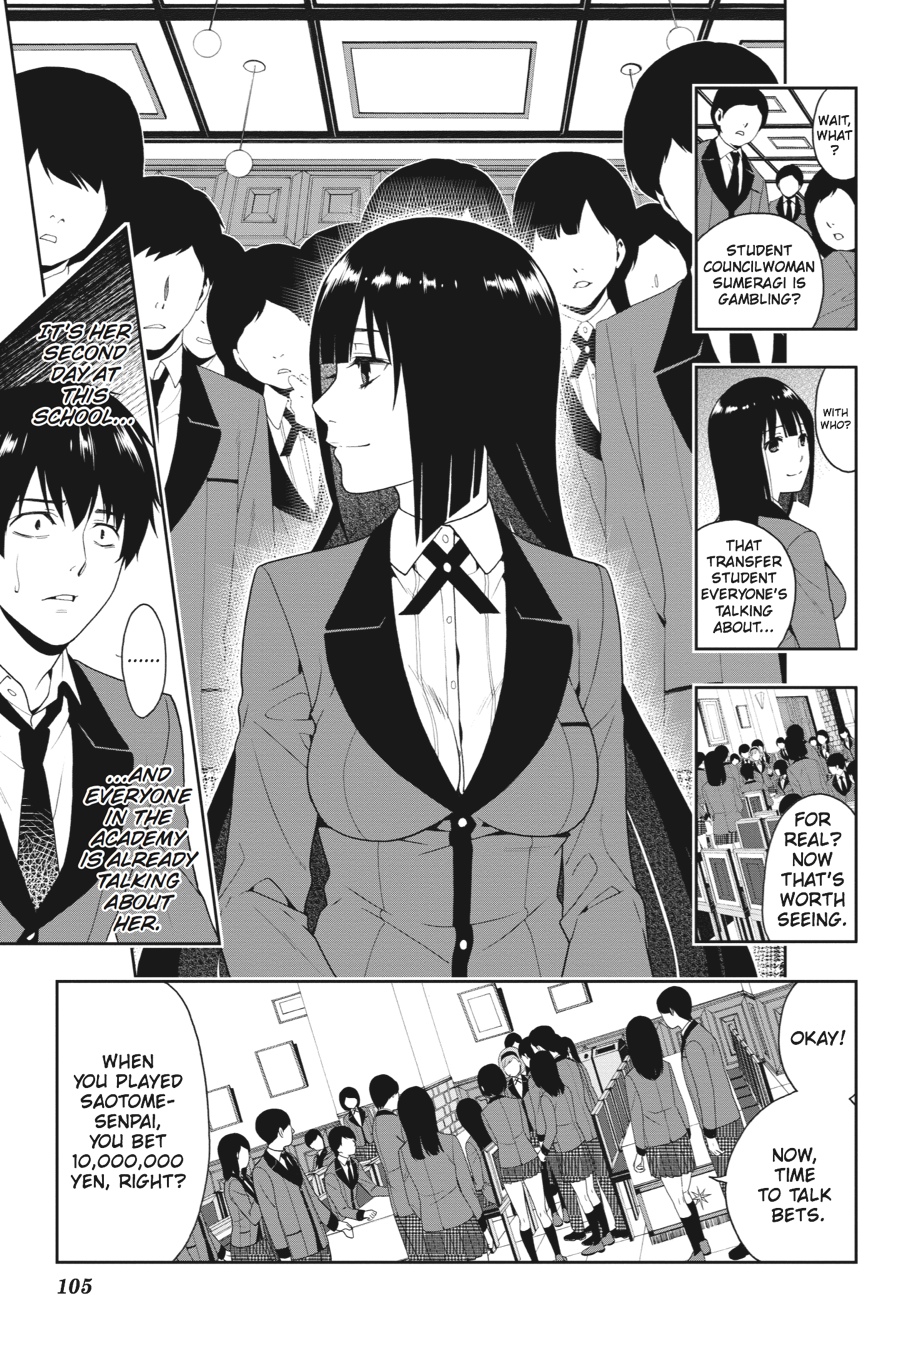 WAIT,
WHAT
?
STUDENT
COUNCILWOMAN
SUMERAGI IS
GAMBLING?
WITH
WHO?
THAT
TRANSFER
STUDENT
EVERYONE'S
TALKING
ABOUT...
FOR
REAL?
NOW
THAT'S
WORTH
SEEING.
IT'S HER
SECOND
DAY AT
THIS
SCHOOL...
......
...AND
EVERYONE
IN THE
ACADEMY
IS ALREADY
TALKING
ABOUT
HER.
OKAY!
NOW,
TIME
TO TALK
BETS.
WHEN
YOU PLAYED
SAOTOME-
SENPAI,
YOU BET
10,000,000
YEN, RIGHT?
105